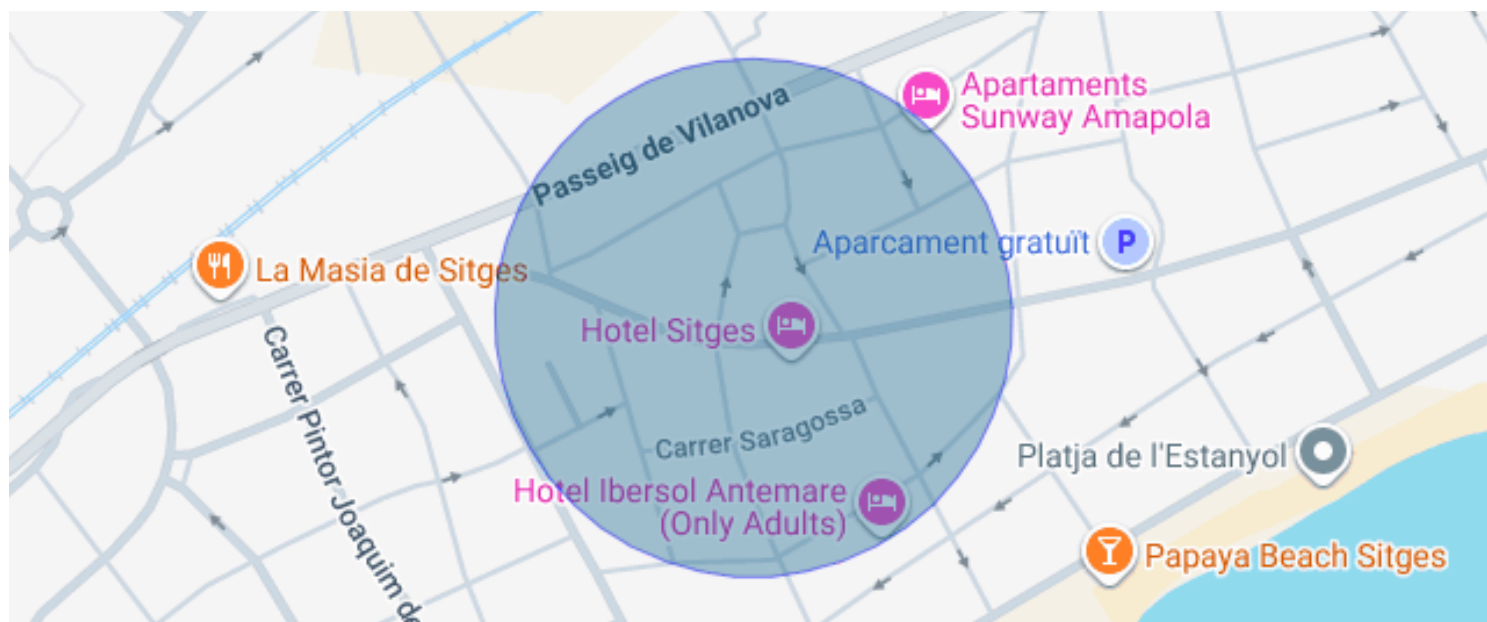 Apartaments
Sunway Amapola
Passeig de Vilanova
Aparcament gratuït
P
La Masia de Sitges
Hotel Sitges
Carrer Pintor Joaquim de
Carrer Saragossa
Platja de l'Estanyol
Hotel Ibersol Antemare
(Only Adults)
Papaya Beach Sitges